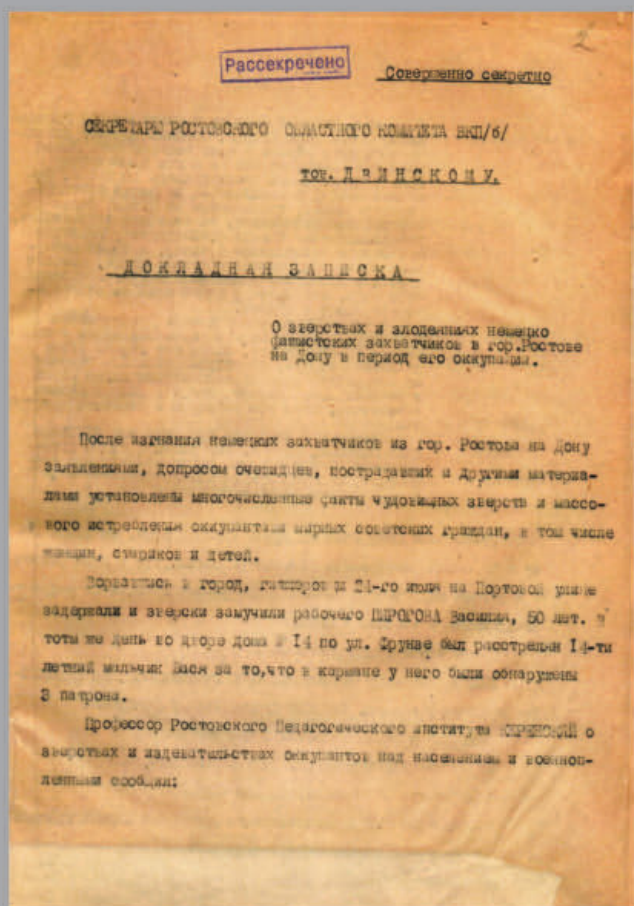 2
Рассекречено
Совершенно секретно
СЕКРЕТАРЮ РОСТОВСКОГО ОБЛАСТНОГО КОМИТЕТА ВКП/б/
тов. ДВИНСКОМУ.
ДОКЛАДНАЯ ЗАПИСКА
О зверствах и злодеяниях немецко
фашистских захватчиков в гор.Ростове
на Дону в период его оккупации.
После изгнания немецких захватчиков из гор. Ростова на Дону
заявлениями, допросом очевидцев, пострадавших и другими материа-
лами установлены многочисленные факты чудовищных зверств и массо-
вого истребления оккупантами мирных советских граждан, в том числе
женщин, стариков и детей.
Ворвавшись в город, гитлеровцы 24-го июля на Портовой улице
задержали и зверски замучили рабочего ПИРОГОВА Василия, 50 лет. в
тотъ же день во дворе дома № 14 по ул. Фрунзе был расстрелян 14-ти
летний мальчик Вася за то,что в кармане у него были обнаружены
3 патрона.
Профессор Ростовского Педагогического института о
зверствах и издевательствах оккупантов над населением и военноп-
ленными сообщил: